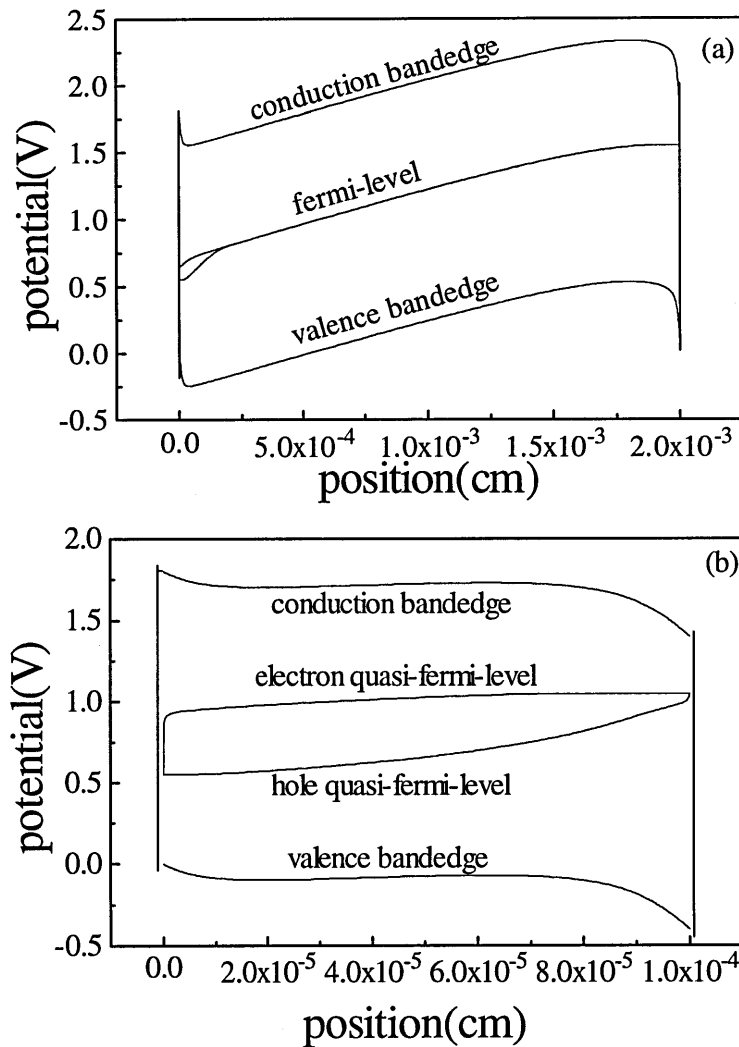 (a)
potential(V)
2.5
2.0
1.5
1.0
0.5
0.0
-0.5
conduction bandedge
fermi-level
valence bandedge
0.0 5.0x10⁻⁴ 1.0x10⁻³ 1.5x10⁻³ 2.0x10⁻³
position(cm)
(b)
potential(V)
2.0
1.5
1.0
0.5
0.0
-0.5
conduction bandedge
electron quasi-fermi-level
hole quasi-fermi-level
valence bandedge
0.0 2.0x10⁻⁵ 4.0x10⁻⁵ 6.0x10⁻⁵ 8.0x10⁻⁵ 1.0x10⁻⁴
position(cm)